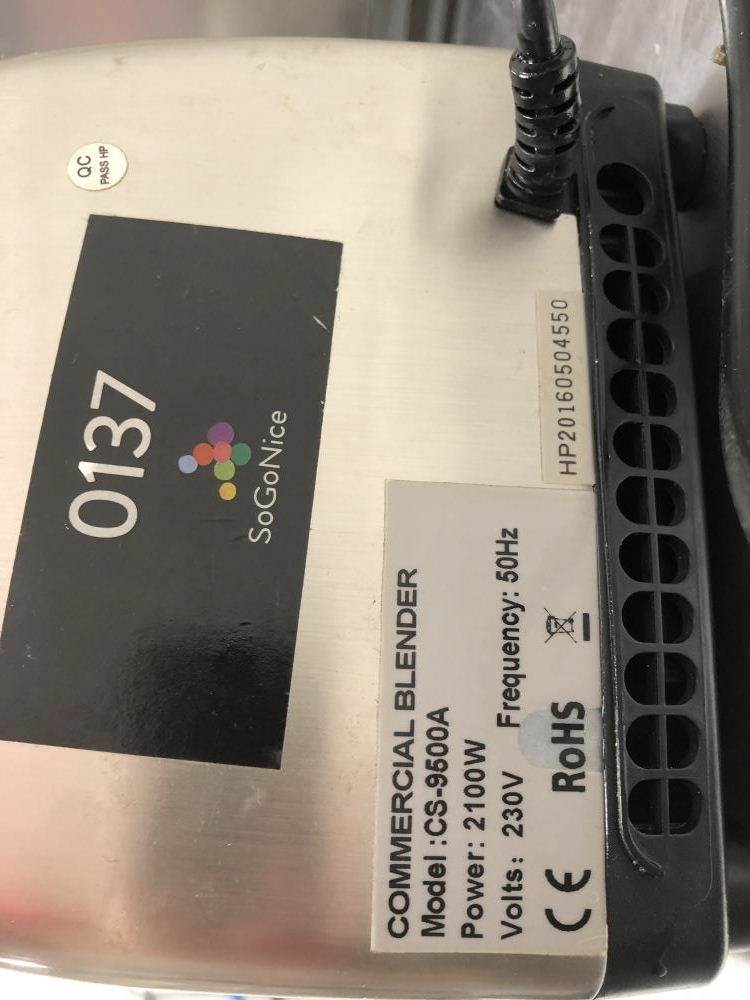 QC
PASS HP
0137
SoGoNice
HP20160504550
COMMERCIAL BLENDER
Model :CS-9500A
Power: 2100W
Volts: 230V Frequency: 50Hz
CE RoHS